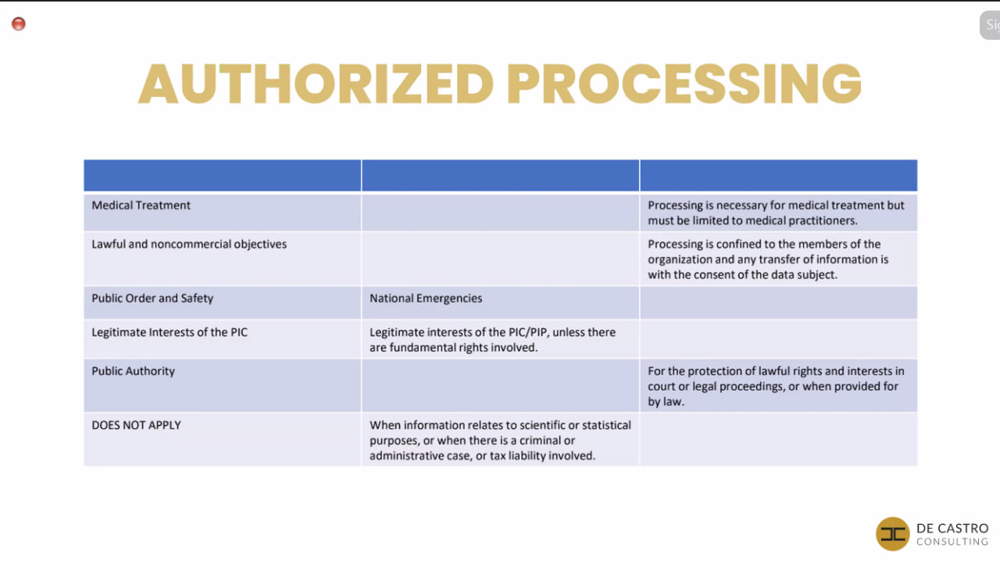 Sig
AUTHORIZED PROCESSING
Medical Treatment
Processing is necessary for medical treatment but
must be limited to medical practitioners.
Lawful and noncommercial objectives
Processing is confined to the members of the
organization and any transfer of information is
with the consent of the data subject.
Public Order and Safety
National Emergencies
Legitimate Interests of the PIC
Legitimate interests of the PIC/PIP, unless there
are fundamental rights involved.
Public Authority
For the protection of lawful rights and interests in
court or legal proceedings, or when provided for
by law.
DOES NOT APPLY
When information relates to scientific or statistical
purposes, or when there is a criminal or
administrative case, or tax liability involved.
DE CASTRO
CONSULTING